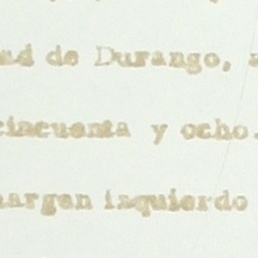 ad de Durango,
cincuenta y ocho.
margen izquierdo